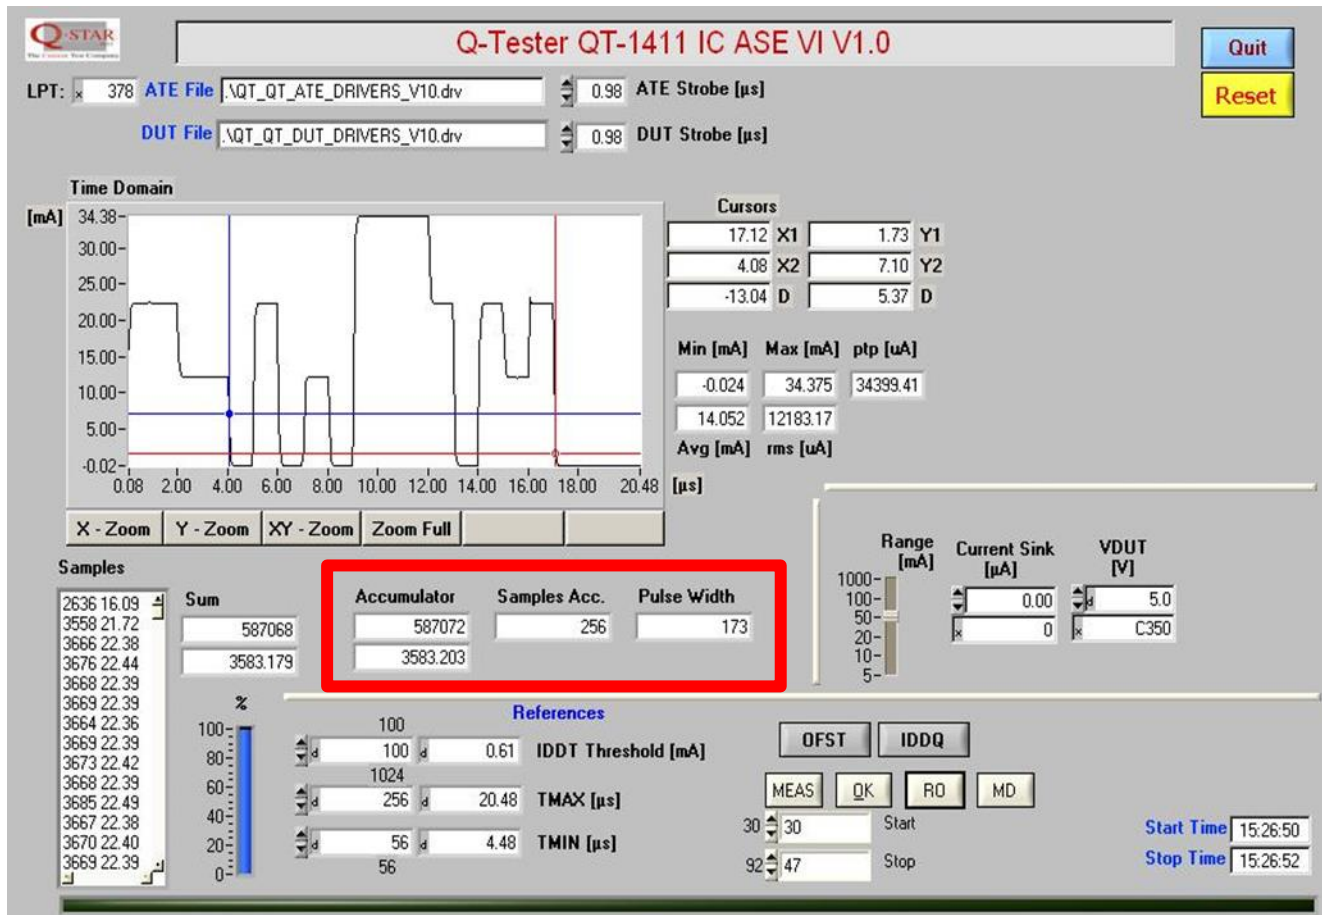 Q-STAR
Q-Tester QT-1411 IC ASE VI V1.0
Quit
LPT: x 378 ATE File .\QT_QT_ATE_DRIVERS_V10.drv 0.98 ATE Strobe [µs]
Reset
DUT File .\QT_QT_DUT_DRIVERS_V10.drv 0.98 DUT Strobe [µs]
Time Domain
[mA]
34.38-
30.00-
25.00-
20.00-
15.00-
10.00-
5.00-
-0.02-
0.08 2.00 4.00 6.00 8.00 10.00 12.00 14.00 16.00 18.00 20.48 [µs]
Cursors
17.12 X1 1.73 Y1
4.08 X2 7.10 Y2
-13.04 D 5.37 D
Min [mA] Max [mA] ptp [uA]
-0.024 34.375 34399.41
14.052 12183.17
Avg [mA] rms [uA]
X - Zoom Y - Zoom XY - Zoom Zoom Full
Range [mA]
1000-
100-
50-
20-
10-
5-
Current Sink [µA]
0.00
x 0
VDUT [V]
d 5.0
x C350
Samples
2636 16.09
3558 21.72
3666 22.38
3676 22.44
3668 22.39
3669 22.39
3664 22.36
3669 22.39
3673 22.42
3668 22.39
3685 22.49
3667 22.38
3670 22.40
3669 22.39
Sum
587068
3583.179
Accumulator Samples Acc. Pulse Width
587072 256 173
3583.203
%
100-
80-
60-
40-
20-
0-
References
100
d 100 d 0.61 IDDT Threshold [mA]
1024
d 256 d 20.48 TMAX [µs]
d 56 d 4.48 TMIN [µs]
56
OFST IDDQ
MEAS OK RO MD
30 30 Start
92 47 Stop
Start Time 15:26:50
Stop Time 15:26:52